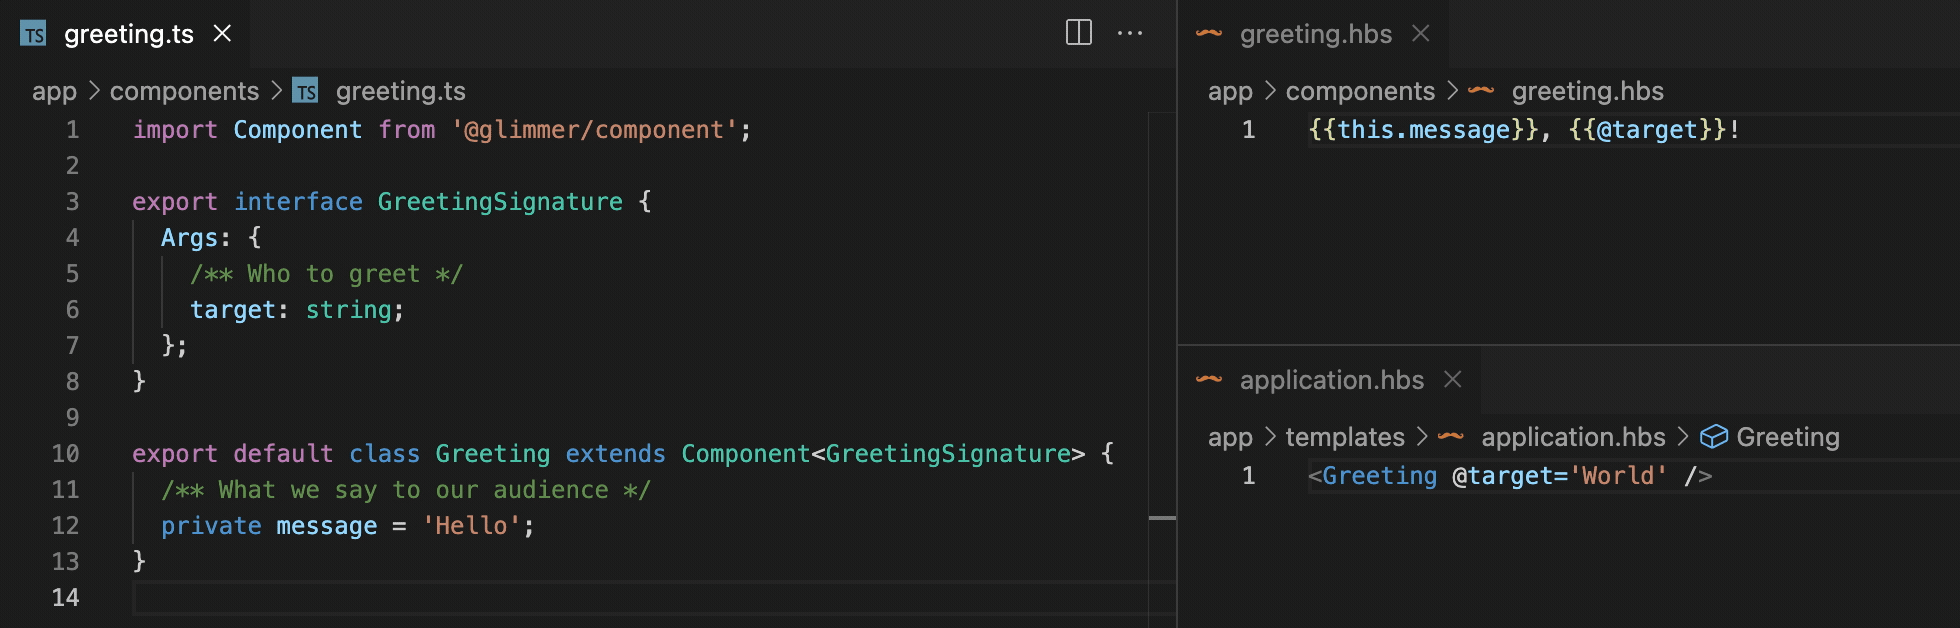 TS greeting.ts
app > components > TS greeting.ts
1 import Component from '@glimmer/component';
2
3 export interface GreetingSignature {
4 Args: {
5 /** Who to greet */
6 target: string;
7 };
8 }
9
10 export default class Greeting extends Component<GreetingSignature> {
11 /** What we say to our audience */
12 private message = 'Hello';
13 }
14
greeting.hbs
app > components > greeting.hbs
1 {{this.message}}, {{@target}}!
application.hbs
app > templates > application.hbs > Greeting
1 <Greeting @target='World' />